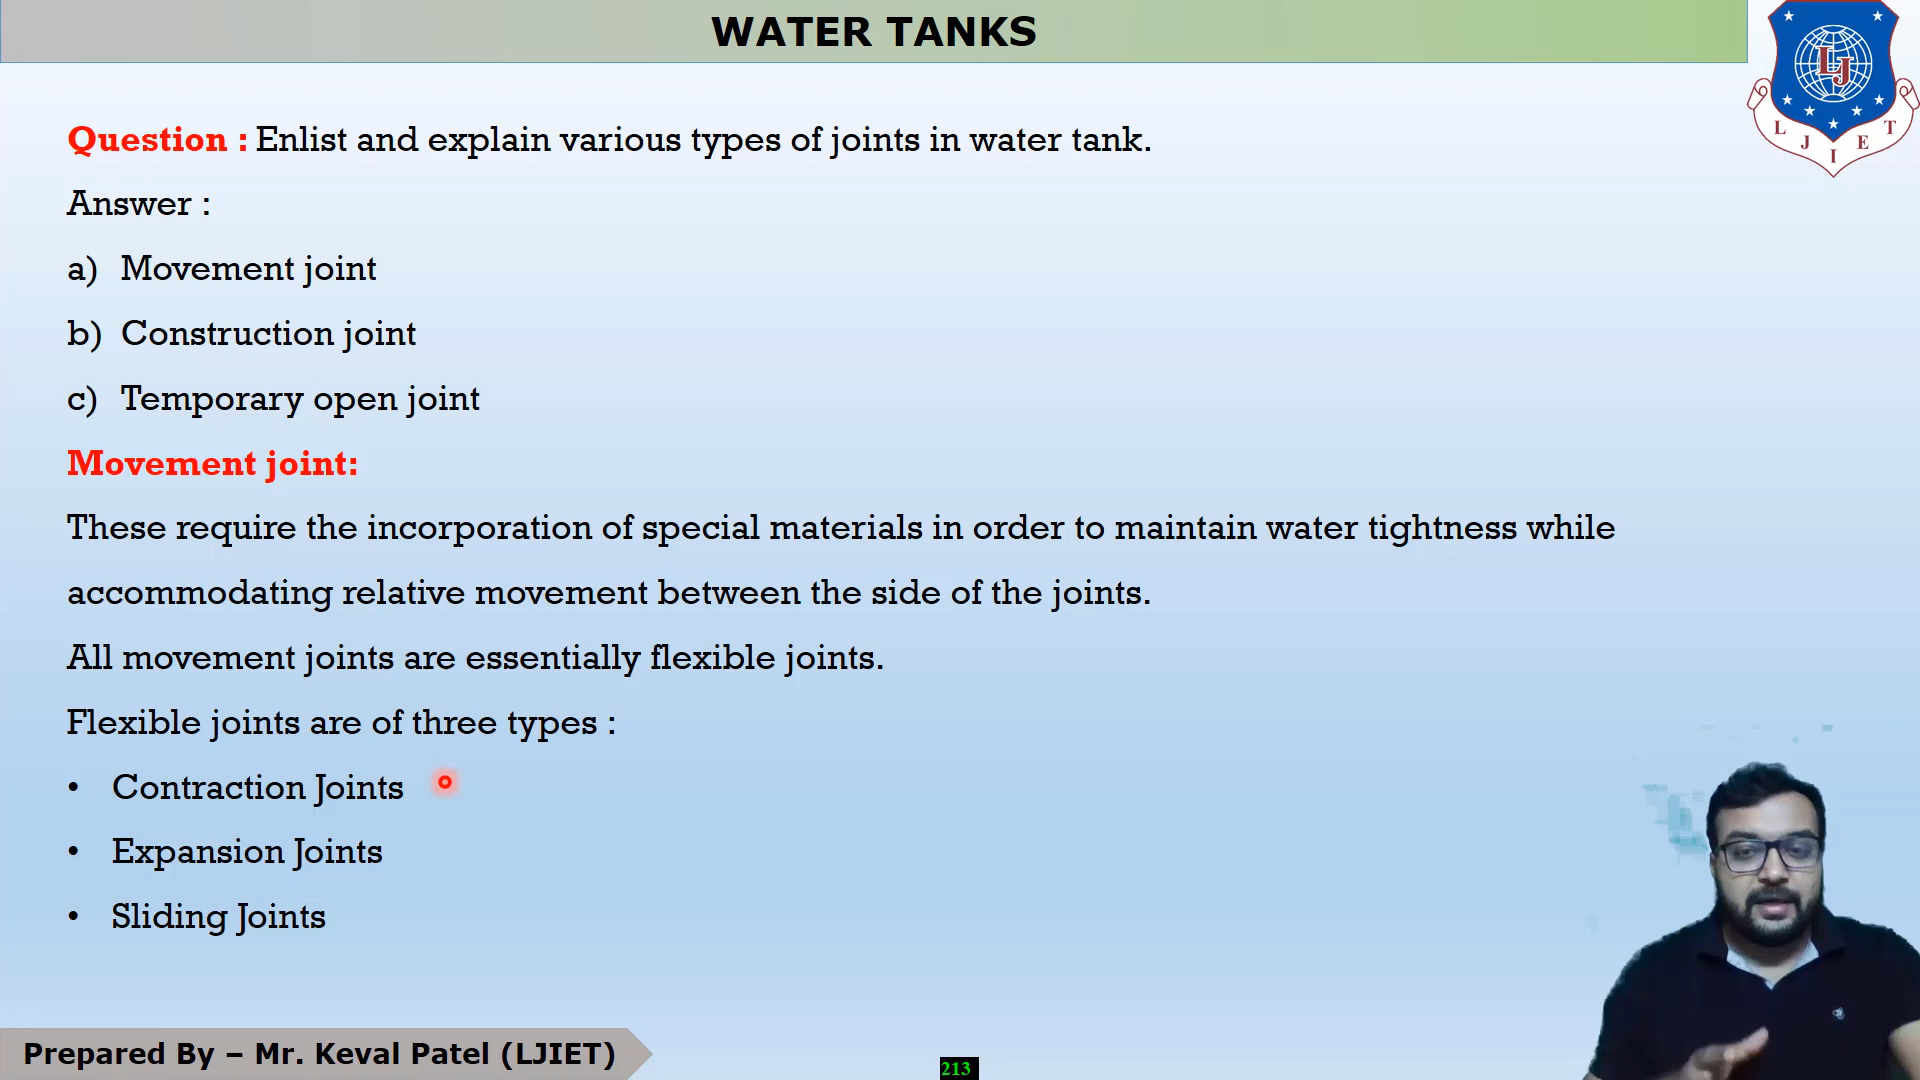 WATER TANKS
Question : Enlist and explain various types of joints in water tank.
Answer :
a) Movement joint
b) Construction joint
c) Temporary open joint
Movement joint:
These require the incorporation of special materials in order to maintain water tightness while
accommodating relative movement between the side of the joints.
All movement joints are essentially flexible joints.
Flexible joints are of three types :
• Contraction Joints
• Expansion Joints
• Sliding Joints
Prepared By – Mr. Keval Patel (LJIET)
213
LJ
L J I E T